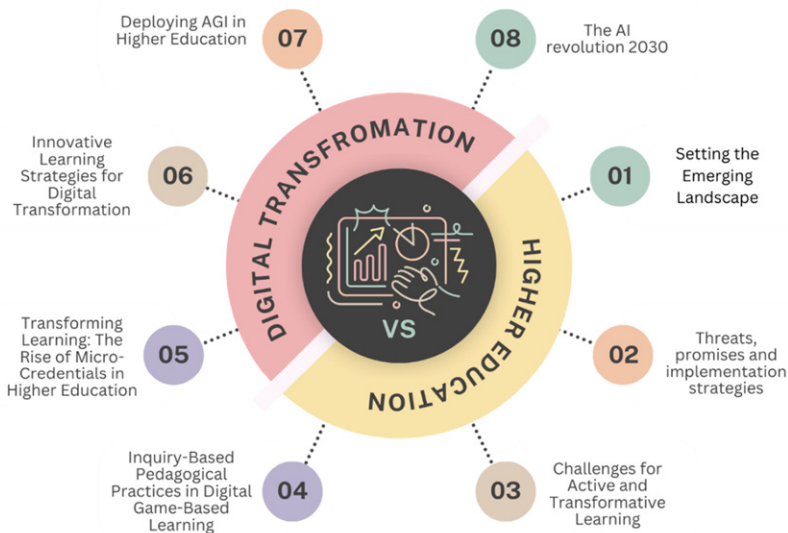 Deploying AGI in
Higher Education
07
08
The AI
revolution 2030
Innovative
Learning
Strategies for
Digital
Transformation
06
DIGITAL TRANSFROMATION
01
Setting the
Emerging
Landscape
VS
HIGHER EDUCATION
Transforming
Learning: The
Rise of Micro-
Credentials in
Higher Education
05
02
Threats,
promises and
implementation
strategies
Inquiry-Based
Pedagogical
Practices in Digital
Game-Based
Learning
04
03
Challenges for
Active and
Transformative
Learning